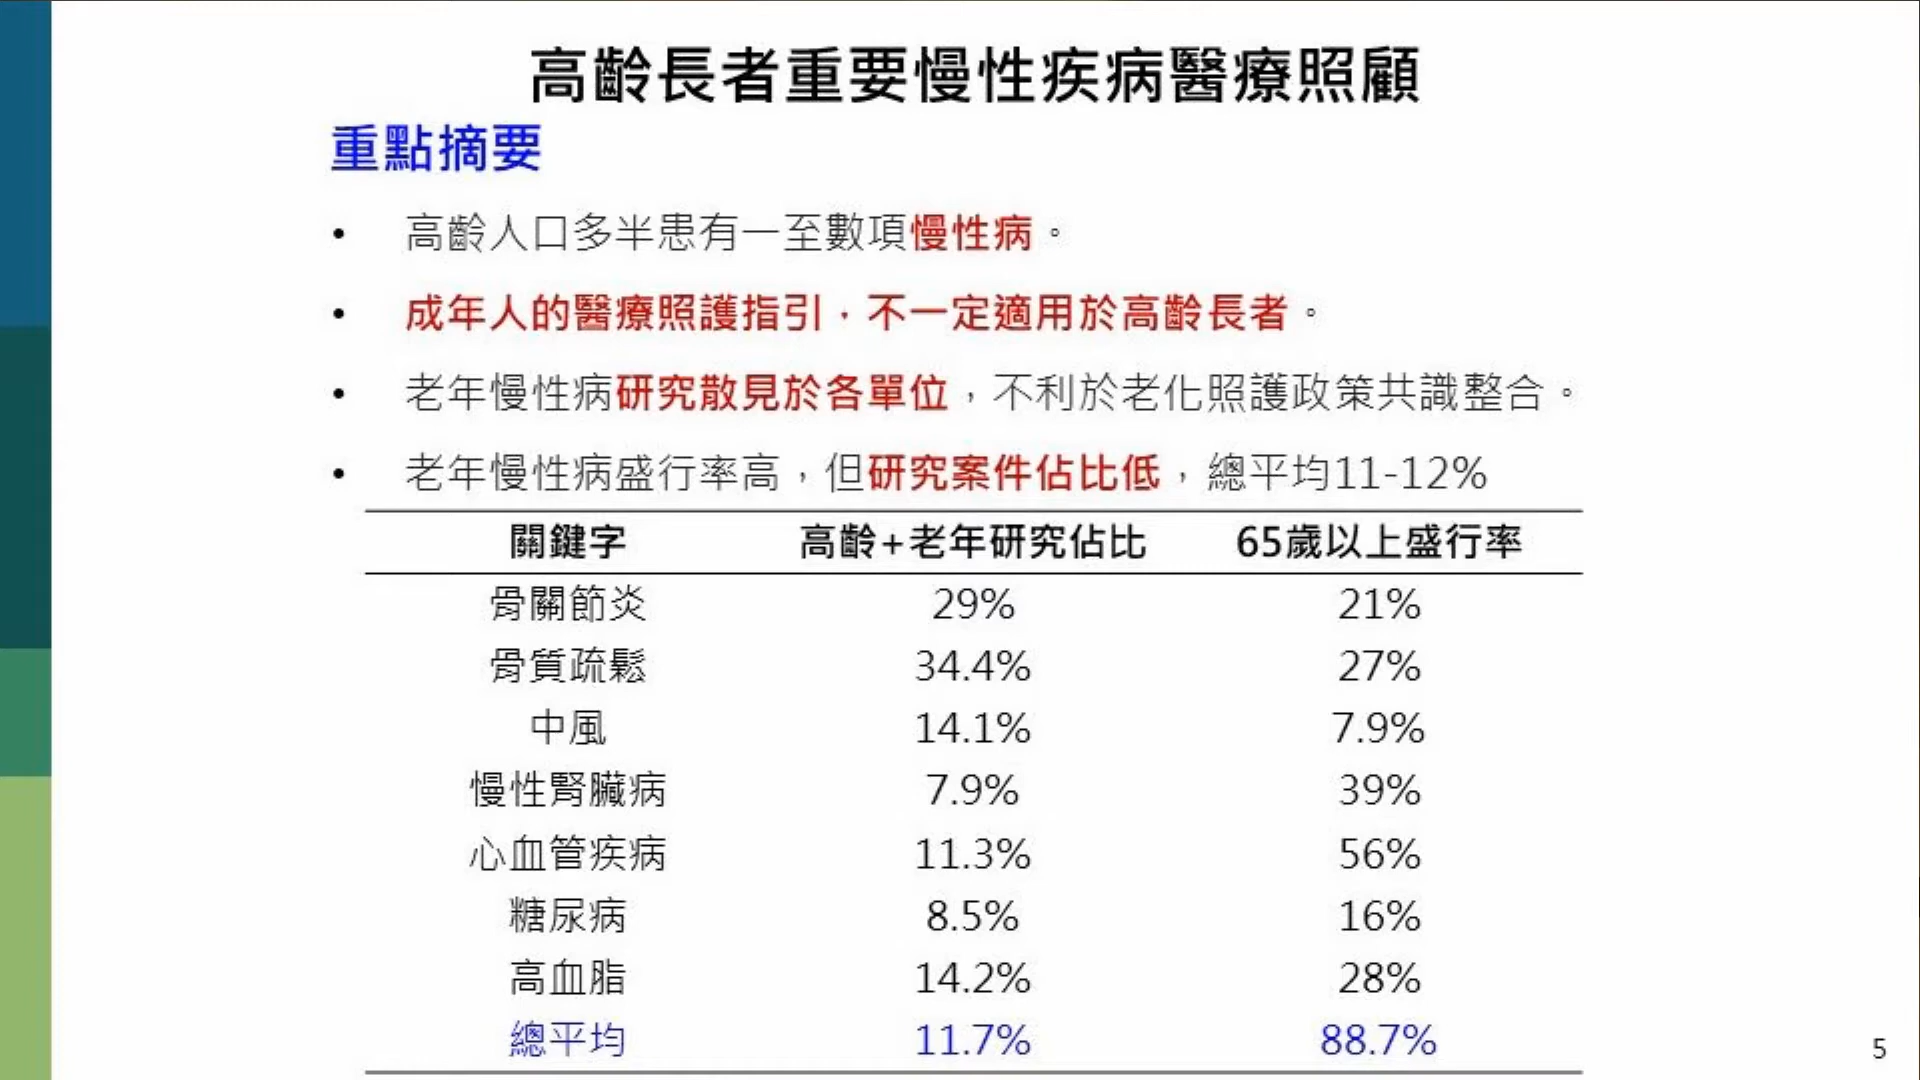 高齡長者重要慢性疾病醫療照顧
重點摘要
• 高齡人口多半患有一至數項慢性病。
• 成年人的醫療照護指引，不一定適用於高齡長者。
• 老年慢性病研究散見於各單位，不利於老化照護政策共識整合。
• 老年慢性病盛行率高，但研究案件佔比低，總平均11-12%
關鍵字 高齡+老年研究佔比 65歲以上盛行率
骨關節炎 29% 21%
骨質疏鬆 34.4% 27%
中風 14.1% 7.9%
慢性腎臟病 7.9% 39%
心血管疾病 11.3% 56%
糖尿病 8.5% 16%
高血脂 14.2% 28%
總平均 11.7% 88.7%
5